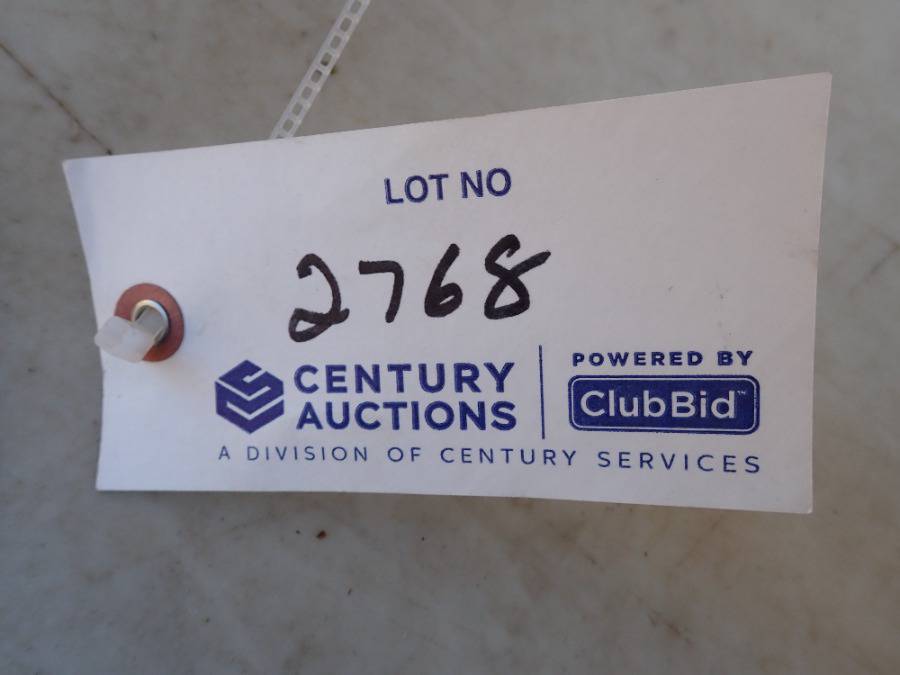 LOT NO
2768
CENTURY AUCTIONS
POWERED BY
ClubBid™
A DIVISION OF CENTURY SERVICES